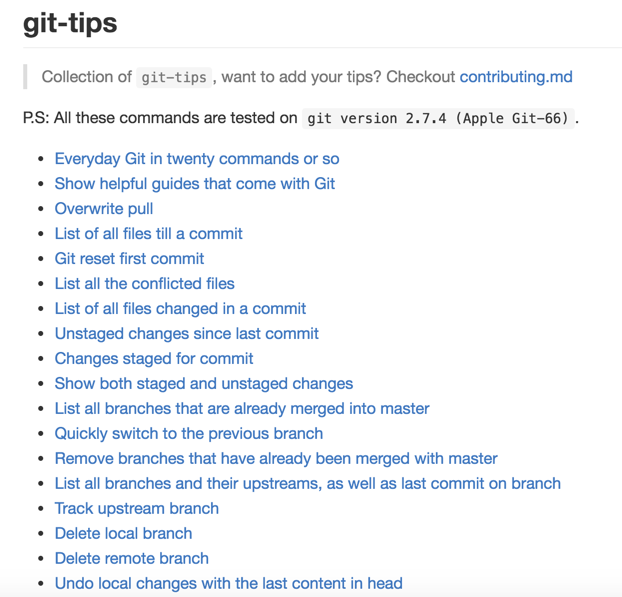 git-tips
Collection of git-tips, want to add your tips? Checkout contributing.md
P.S: All these commands are tested on git version 2.7.4 (Apple Git-66).
• Everyday Git in twenty commands or so
• Show helpful guides that come with Git
• Overwrite pull
• List of all files till a commit
• Git reset first commit
• List all the conflicted files
• List of all files changed in a commit
• Unstaged changes since last commit
• Changes staged for commit
• Show both staged and unstaged changes
• List all branches that are already merged into master
• Quickly switch to the previous branch
• Remove branches that have already been merged with master
• List all branches and their upstreams, as well as last commit on branch
• Track upstream branch
• Delete local branch
• Delete remote branch
• Undo local changes with the last content in head